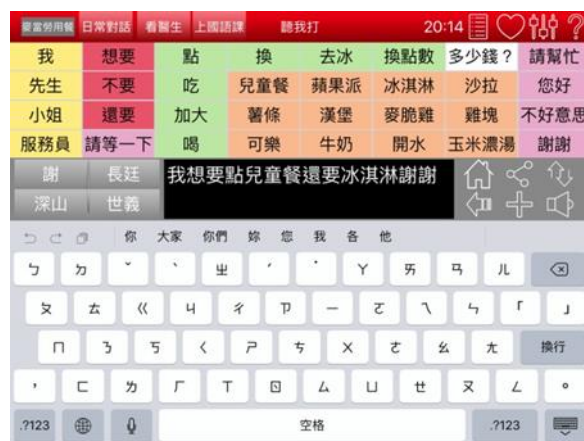 麥當勞用餐 日常對話 看醫生 上國語課 聽我打 20:14
我 想要 點 換 去冰 換點數 多少錢？ 請幫忙
先生 不要 吃 兒童餐 蘋果派 冰淇淋 沙拉 您好
小姐 還要 加大 薯條 漢堡 麥脆雞 雞塊 不好意思
服務員 請等一下 喝 可樂 牛奶 開水 玉米濃湯 謝謝
謝 長廷 我想要點兒童餐還要冰淇淋謝謝
深山 世義
你 大家 你們 妳 您 我 各 他
ㄅ ㄉ ˇ ˋ ㄓ ˊ ˙ ㄚ ㄞ ㄢ ㄦ
ㄆ ㄊ ㄍ ㄐ ㄔ ㄗ 一 ㄛ ㄟ ㄣ 「 」
ㄇ ㄋ ㄎ ㄑ ㄕ ㄘ ㄨ ㄜ ㄠ ㄤ 換行
， ㄈ ㄌ ㄏ ㄒ ㄖ ㄙ ㄩ ㄝ ㄡ ㄥ 。
.?123 空格 .?123